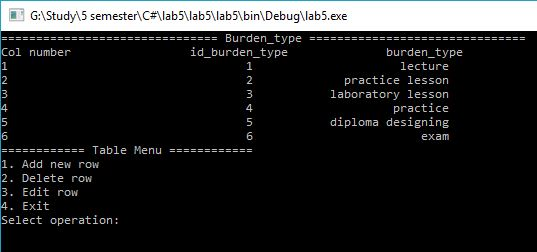 G:\Study\5 semester\C#\lab5\lab5\lab5\bin\Debug\lab5.exe
============================== Burden_type ==============================
Col number id_burden_type burden_type
1 1 lecture
2 2 practice lesson
3 3 laboratory lesson
4 4 practice
5 5 diploma designing
6 6 exam
============ Table Menu ============
1. Add new row
2. Delete row
3. Edit row
4. Exit
Select operation: